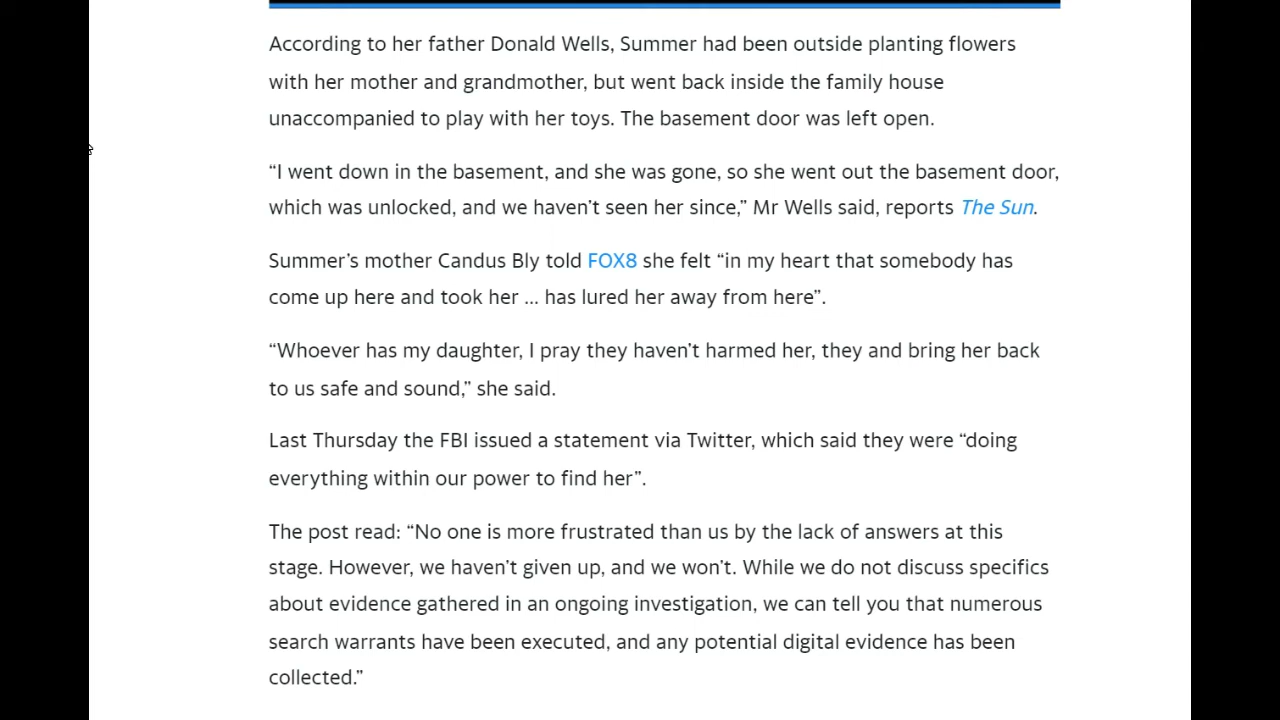 According to her father Donald Wells, Summer had been outside planting flowers
with her mother and grandmother, but went back inside the family house
unaccompanied to play with her toys. The basement door was left open.
“I went down in the basement, and she was gone, so she went out the basement door,
which was unlocked, and we haven’t seen her since,” Mr Wells said, reports The Sun.
Summer’s mother Candus Bly told FOX8 she felt “in my heart that somebody has
come up here and took her ... has lured her away from here”.
“Whoever has my daughter, I pray they haven’t harmed her, they and bring her back
to us safe and sound,” she said.
Last Thursday the FBI issued a statement via Twitter, which said they were “doing
everything within our power to find her”.
The post read: “No one is more frustrated than us by the lack of answers at this
stage. However, we haven’t given up, and we won’t. While we do not discuss specifics
about evidence gathered in an ongoing investigation, we can tell you that numerous
search warrants have been executed, and any potential digital evidence has been
collected.”